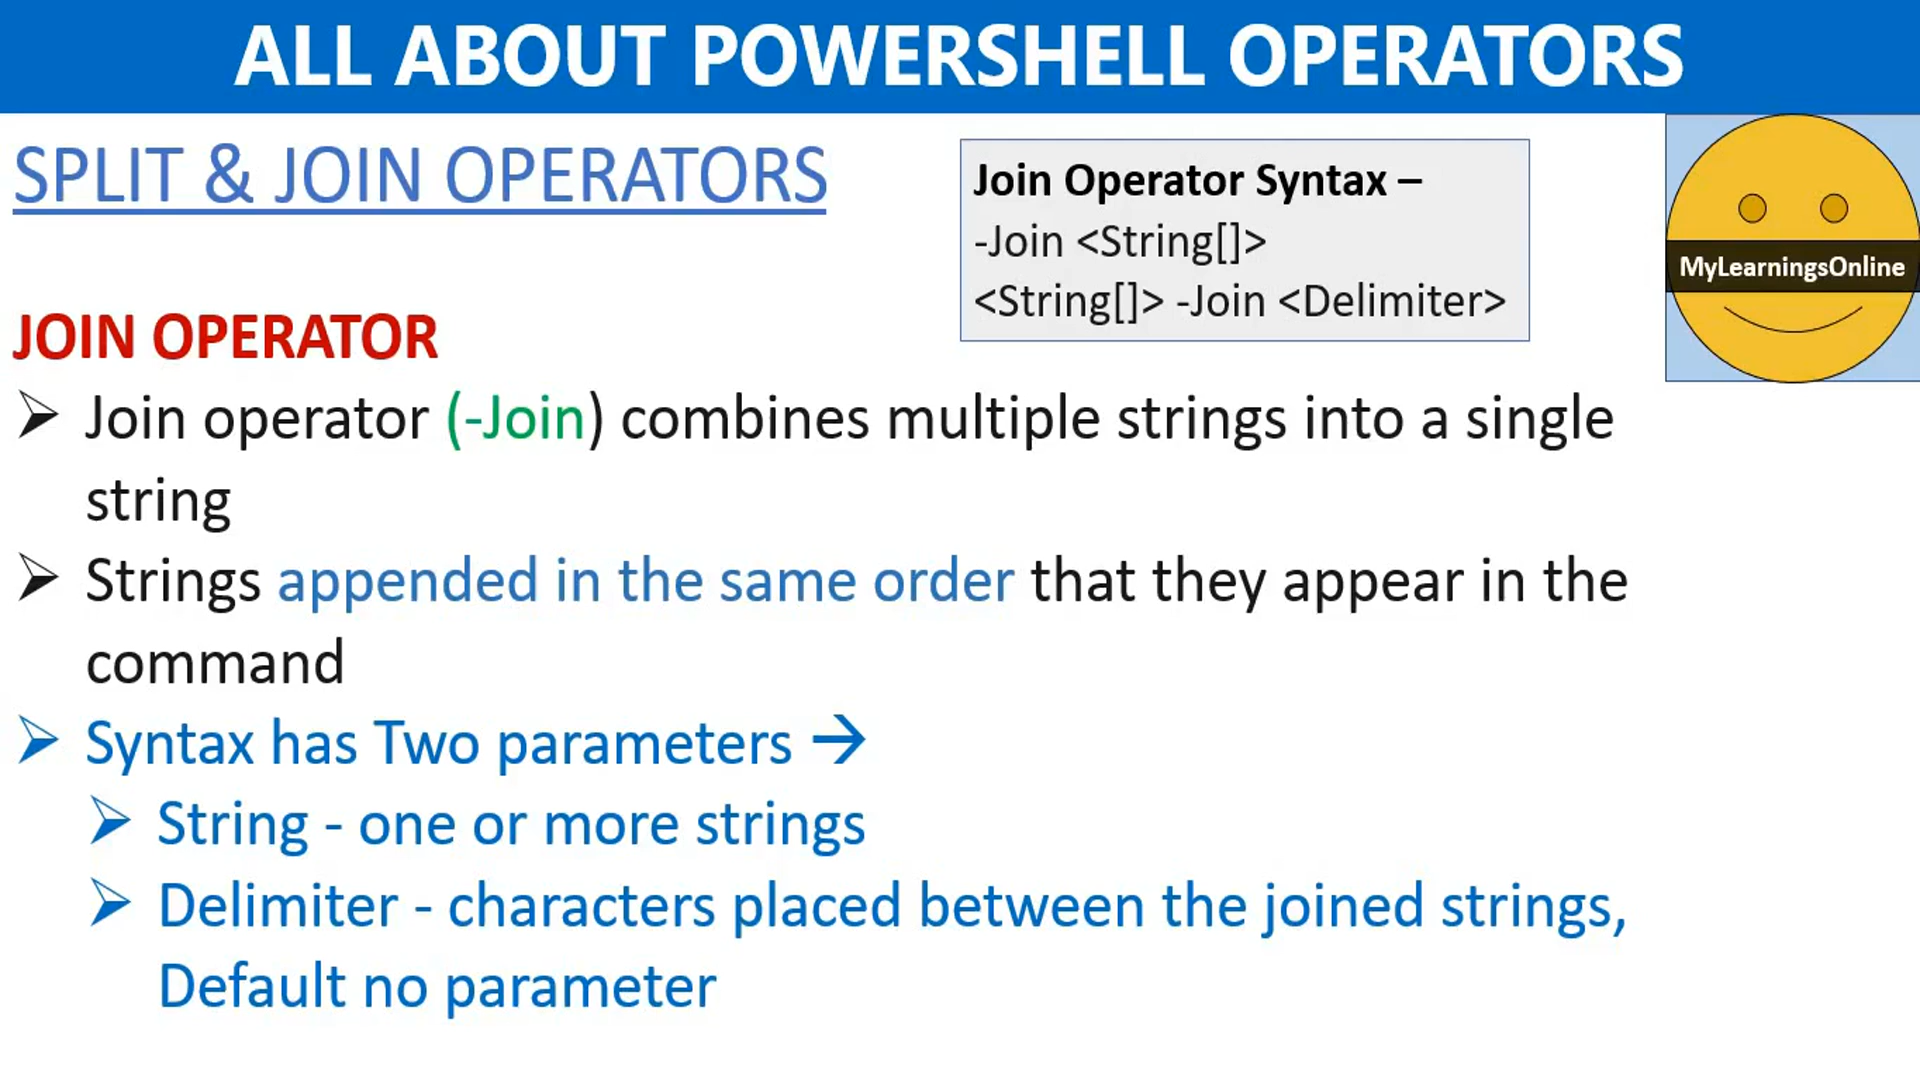 ALL ABOUT POWERSHELL OPERATORS
SPLIT & JOIN OPERATORS
Join Operator Syntax –
-Join <String[]>
<String[]> -Join <Delimiter>
MyLearningsOnline
JOIN OPERATOR
➢ Join operator (-Join) combines multiple strings into a single
string
➢ Strings appended in the same order that they appear in the
command
➢ Syntax has Two parameters →
➢ String - one or more strings
➢ Delimiter - characters placed between the joined strings,
Default no parameter